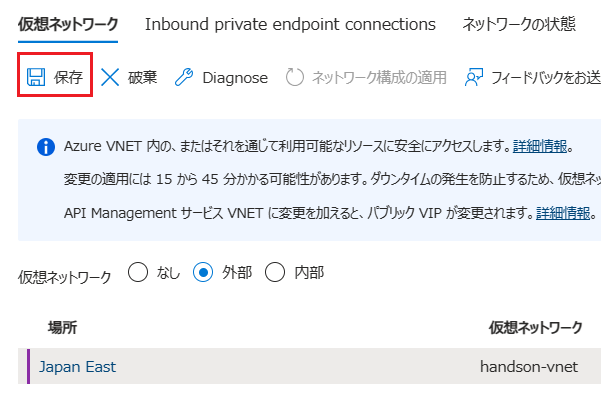 仮想ネットワーク Inbound private endpoint connections ネットワークの状態
保存 破棄 Diagnose ネットワーク構成の適用 フィードバックをお送
Azure VNET 内の、またはそれを通じて利用可能なリソースに安全にアクセスします。詳細情報。
変更の適用には 15 から 45 分かかる可能性があります。ダウンタイムの発生を防止するため、仮想ネッ
API Management サービス VNET に変更を加えると、パブリック VIP が変更されます。詳細情報。
仮想ネットワーク なし 外部 内部
場所 仮想ネットワーク
Japan East handson-vnet